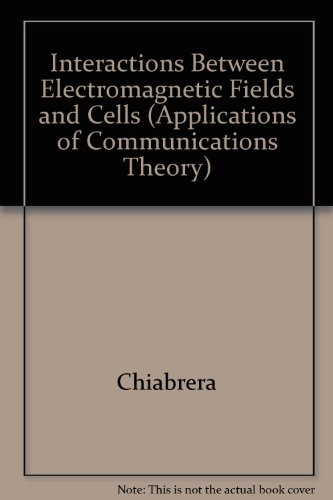 Interactions Between
Electromagnetic Fields
and Cells (Applications
of Communications
Theory)
Chiabrera
Note: This is not the actual book cover